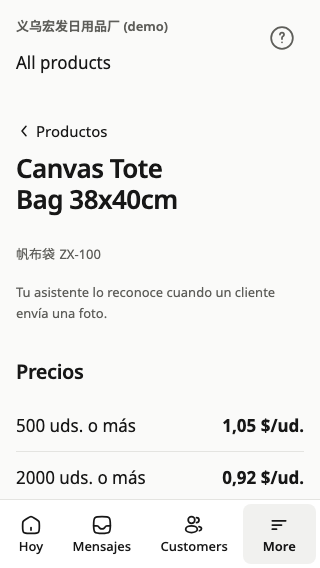 义乌宏发日用品厂 (demo)
All products
Productos
Canvas Tote
Bag 38x40cm
帆布袋 ZX-100
Tu asistente lo reconoce cuando un cliente
envía una foto.
Precios
500 uds. o más 1,05 $/ud.
2000 uds. o más 0,92 $/ud.
Hoy Mensajes Customers More